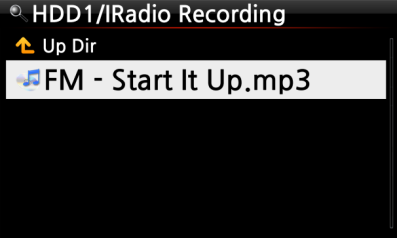 HDD1/IRadio Recording
Up Dir
FM - Start It Up.mp3